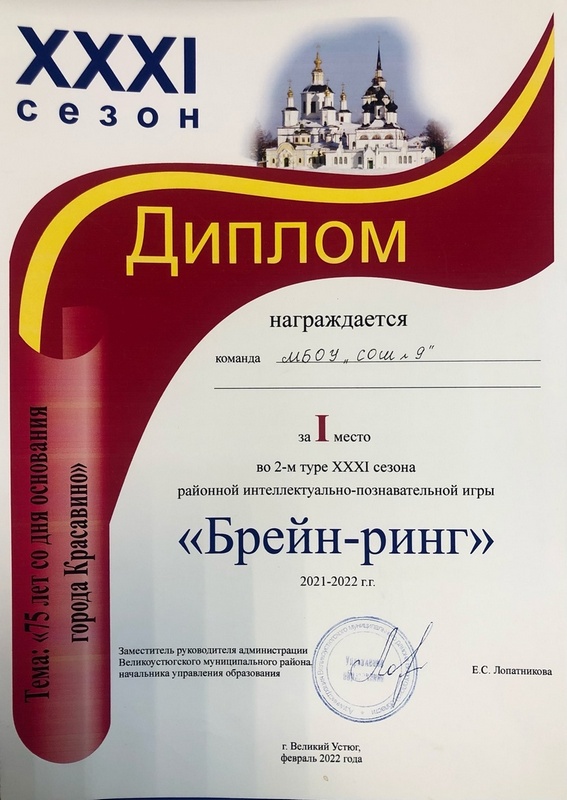 XXXI
сезон
Диплом
награждается
команда МБОУ „СОШ № 9"
за I место
во 2-м туре XXXI сезона
районной интеллектуально-познавательной игры
«Брейн-ринг»
2021-2022 г.г.
Тема: «75 лет со дня основания
города Красавино»
Заместитель руководителя администрации
Великоустюгского муниципального района,
начальника управления образования
Е.С. Лопатникова
г. Великий Устюг,
февраль 2022 года